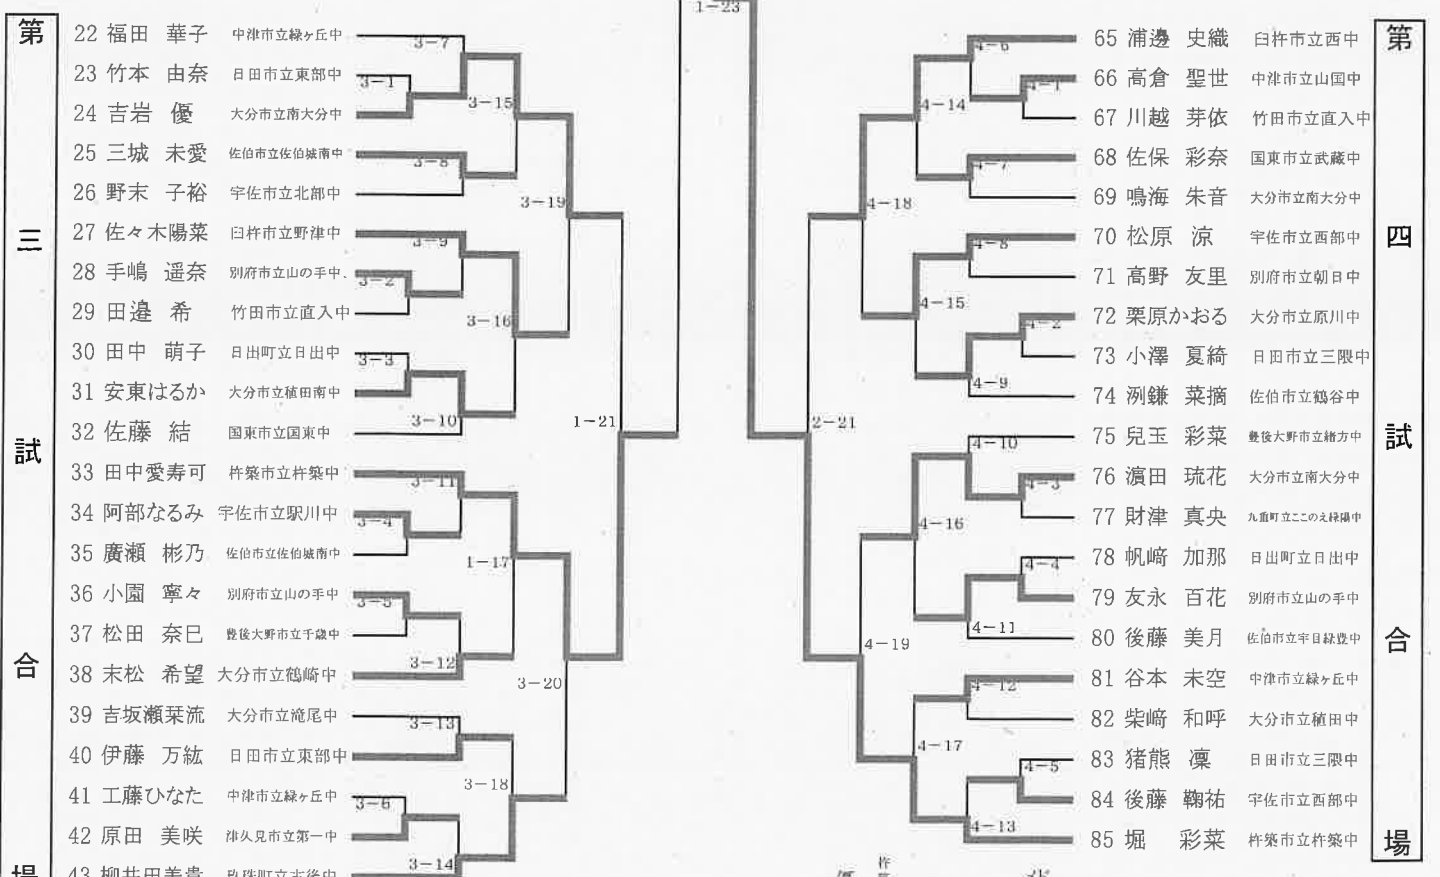 第三試合場
22 福田 華子 中津市立緑ヶ丘中
23 竹本 由奈 日田市立東部中
24 吉岩 優 大分市立南大分中
25 三城 未愛 佐伯市立佐伯城南中
26 野末 子裕 宇佐市立北部中
27 佐々木陽菜 臼杵市立野津中
28 手嶋 遥奈 別府市立山の手中
29 田邉 希 竹田市立直入中
30 田中 萌子 日出町立日出中
31 安東はるか 大分市立稙田南中
32 佐藤 結 国東市立国東中
33 田中愛寿可 杵築市立杵築中
34 阿部なるみ 宇佐市立駅川中
35 廣瀬 彬乃 佐伯市立佐伯城南中
36 小園 寧々 別府市立山の手中
37 松田 奈巳 豊後大野市立千歳中
38 末松 希望 大分市立鶴崎中
39 吉坂瀬栞流 大分市立滝尾中
40 伊藤 万紘 日田市立東部中
41 工藤ひなた 中津市立緑ヶ丘中
42 原田 美咲 津久見市立第一中
3-7
3-1
3-15
3-8
3-19
3-9
3-2
3-16
3-3
3-10
1-21
3-11
3-4
1-17
3-5
3-12
3-20
3-13
3-18
3-6
3-14
1-23
4-6
4-1
4-14
4-7
4-18
4-8
4-15
4-2
4-9
2-21
4-10
4-3
4-16
4-4
4-11
4-19
4-12
4-17
4-5
4-13
65 浦邊 史織 臼杵市立西中
66 高倉 聖世 中津市立山国中
67 川越 芽依 竹田市立直入中
68 佐保 彩奈 国東市立武蔵中
69 鳴海 朱音 大分市立南大分中
70 松原 涼 宇佐市立西部中
71 高野 友里 別府市立朝日中
72 栗原かおる 大分市立原川中
73 小澤 夏綺 日田市立三隈中
74 洌鎌 菜摘 佐伯市立鶴谷中
75 兒玉 彩菜 豊後大野市立緒方中
76 濵田 琉花 大分市立南大分中
77 財津 真央 九重町立ここのえ緑陽中
78 帆﨑 加那 日出町立日出中
79 友永 百花 別府市立山の手中
80 後藤 美月 佐伯市立宇目緑豊中
81 谷本 未空 中津市立緑ヶ丘中
82 柴﨑 和呼 大分市立稙田中
83 猪熊 凜 日田市立三隈中
84 後藤 鞠祐 宇佐市立西部中
85 堀 彩菜 杵築市立杵築中
第四試合場